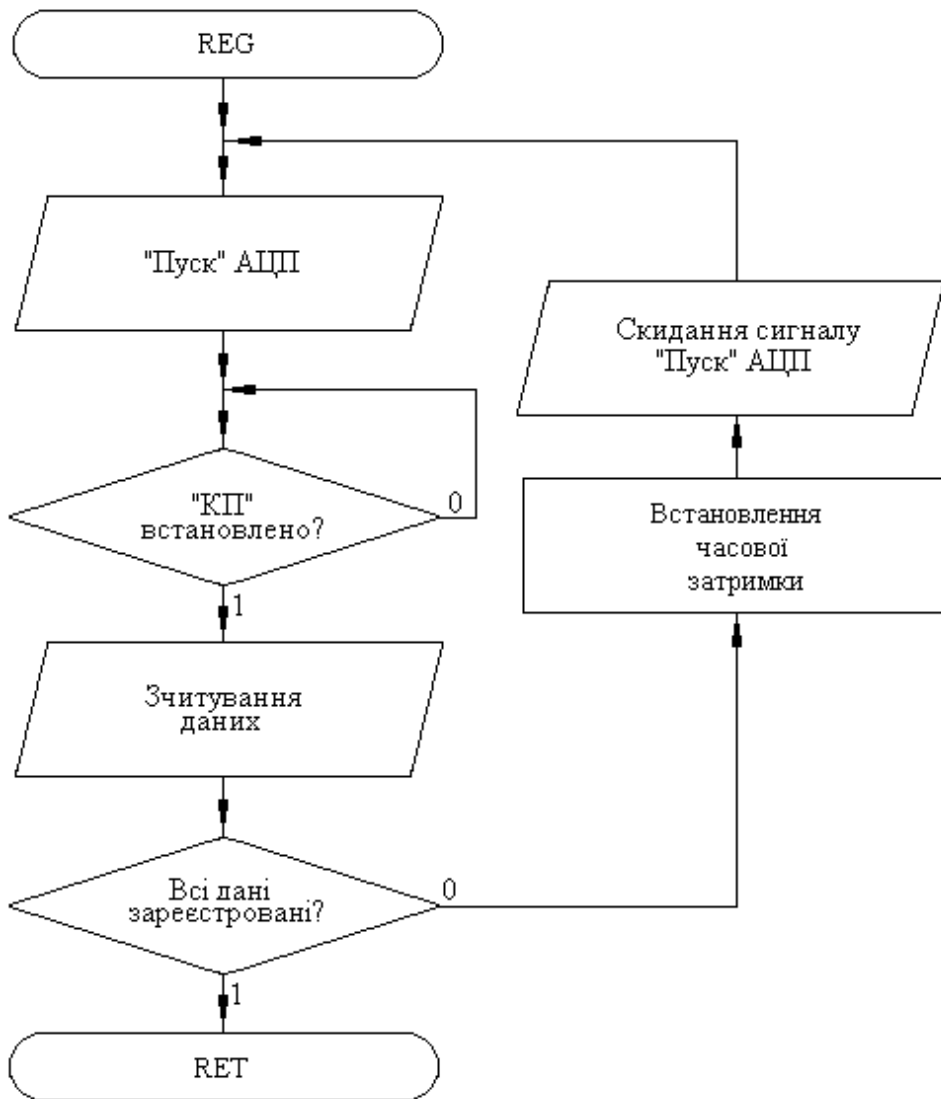 REG
"Пуск" АЦП
"КП"
встановлено?
0
1
Зчитування
даних
Всі дані
зареєстровані?
0
1
RET
Встановлення
часової
затримки
Скидання сигналу
"Пуск" АЦП